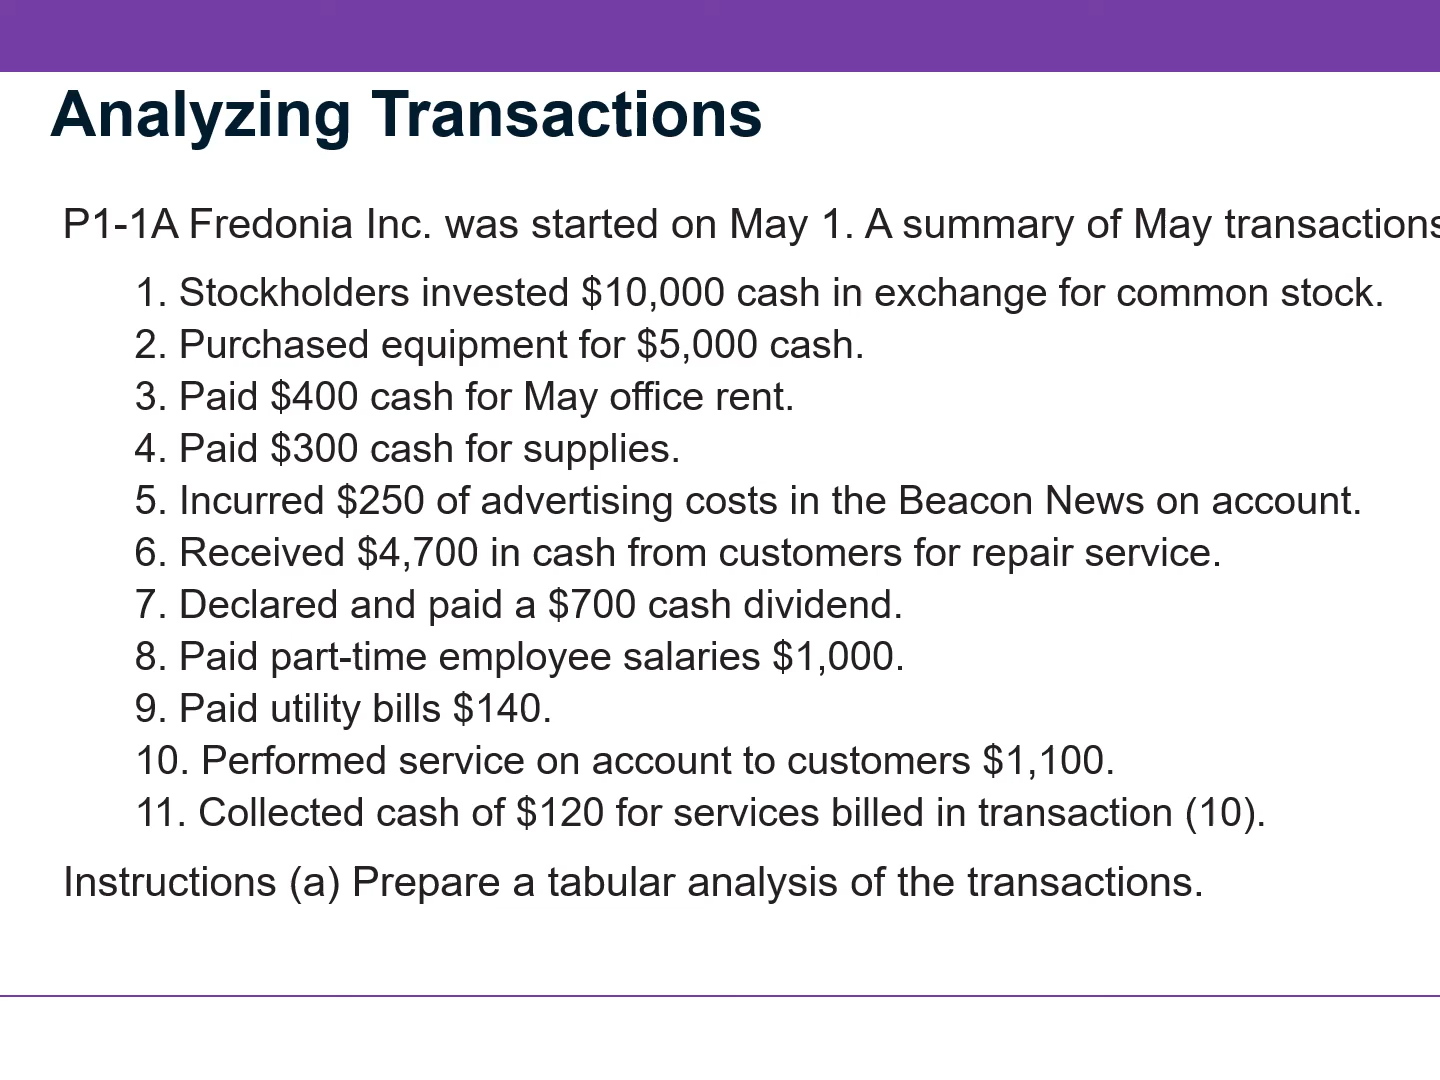 Analyzing Transactions
P1-1A Fredonia Inc. was started on May 1. A summary of May transactions
1. Stockholders invested $10,000 cash in exchange for common stock.
2. Purchased equipment for $5,000 cash.
3. Paid $400 cash for May office rent.
4. Paid $300 cash for supplies.
5. Incurred $250 of advertising costs in the Beacon News on account.
6. Received $4,700 in cash from customers for repair service.
7. Declared and paid a $700 cash dividend.
8. Paid part-time employee salaries $1,000.
9. Paid utility bills $140.
10. Performed service on account to customers $1,100.
11. Collected cash of $120 for services billed in transaction (10).
Instructions (a) Prepare a tabular analysis of the transactions.